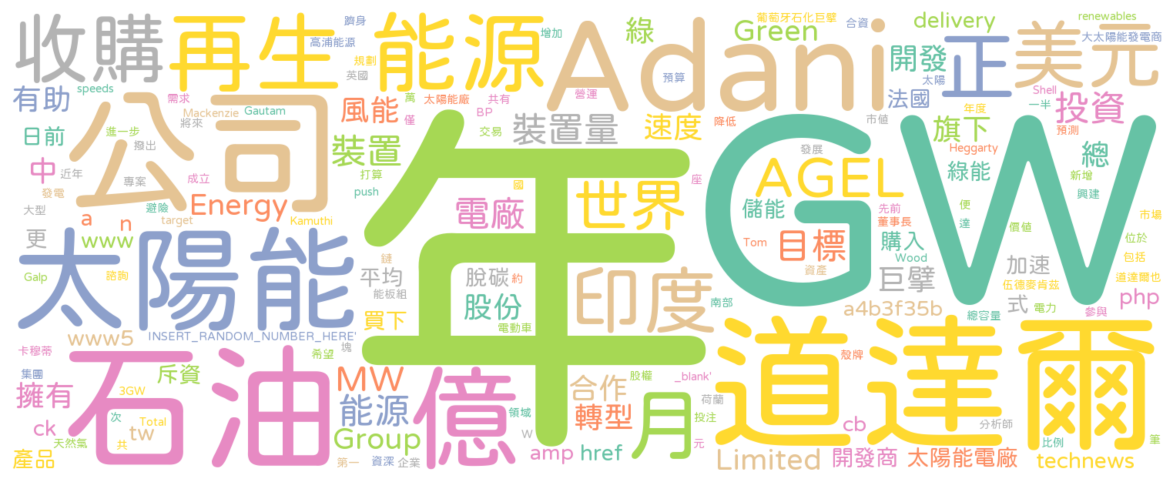 收購
再生
能源
Adani
正
美元
公司
年
GW
太陽能
石油
億
月
道達爾
印度
世界
AGEL
Green
delivery
renewables
大太陽能發電商
葡萄牙石化巨擘
合資
躋身
高浦能源
增加
綠
開發
法國
Shell
一半
投資
年度
預測
旗下
總
市值
預算
太陽
營運
規劃
英國
speeds
需求
有助
日前
Mackenzie
Gautam
將來
進一步
撥出
萬
太陽能廠
共有
BP
僅
交易
風能
裝置量
裝置
速度
降低
發展
Heggarty
綠能
新增
興建
中
近年
發電
專案
成立
避險
打算
push
國
座
電廠
儲能
先前
便
達
價值
市場
董事長
位於
包括
大型
a
n
Energy
target
Kamuthi
www
更
Galp
踏腳
平均
鏈
能板組
脫碳
約
股份
電動車
買下
Tom
目標
資產
購入
Wood
巨擘
加速
伍德麥肯茲
道達爾也
式
電力
php
南部
a4b3f35b
總容量
參與
www5
INSERT_RANDOM_NUMBER_HERE'
卡穆蒂
斥資
希望
塊
集團
擁有
3GW
MW
能源
合作
股權
_blank'
殼牌
荷蘭
轉型
領域
投注
W
分析師
次
Total
ck
tw
天然氣
共
Group
產品
第一
資深
企業
amp
href
元
cb
Limited
開發商
太陽能電廠
比例
筆
technews